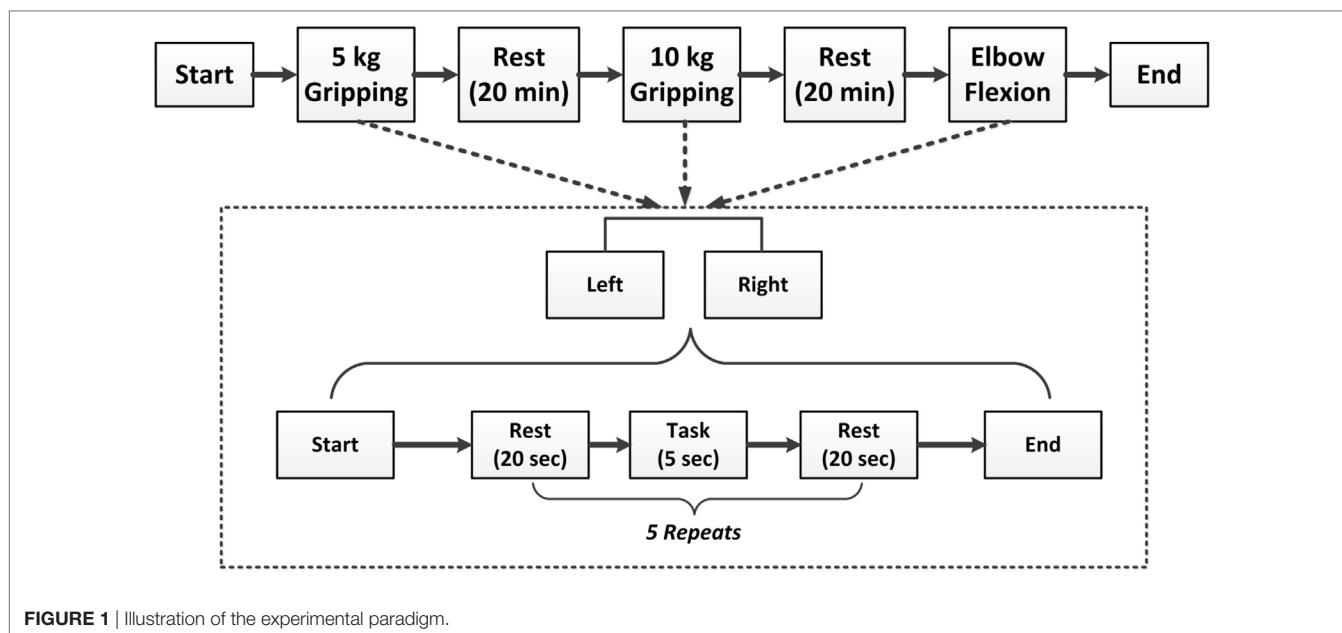 Start
5 kg
Gripping
Rest
(20 min)
10 kg
Gripping
Rest
(20 min)
Elbow
Flexion
End
Left
Right
Start
Rest
(20 sec)
Task
(5 sec)
Rest
(20 sec)
End
5 Repeats
FIGURE 1 | Illustration of the experimental paradigm.